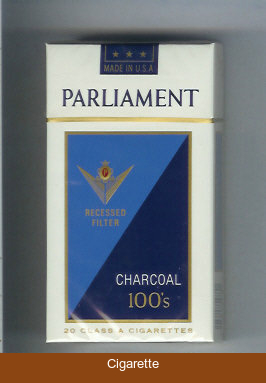 MADE IN U.S.A
PARLIAMENT
RECESSED
FILTER
CHARCOAL
100's
20 CLASS A CIGARETTES
Cigarette